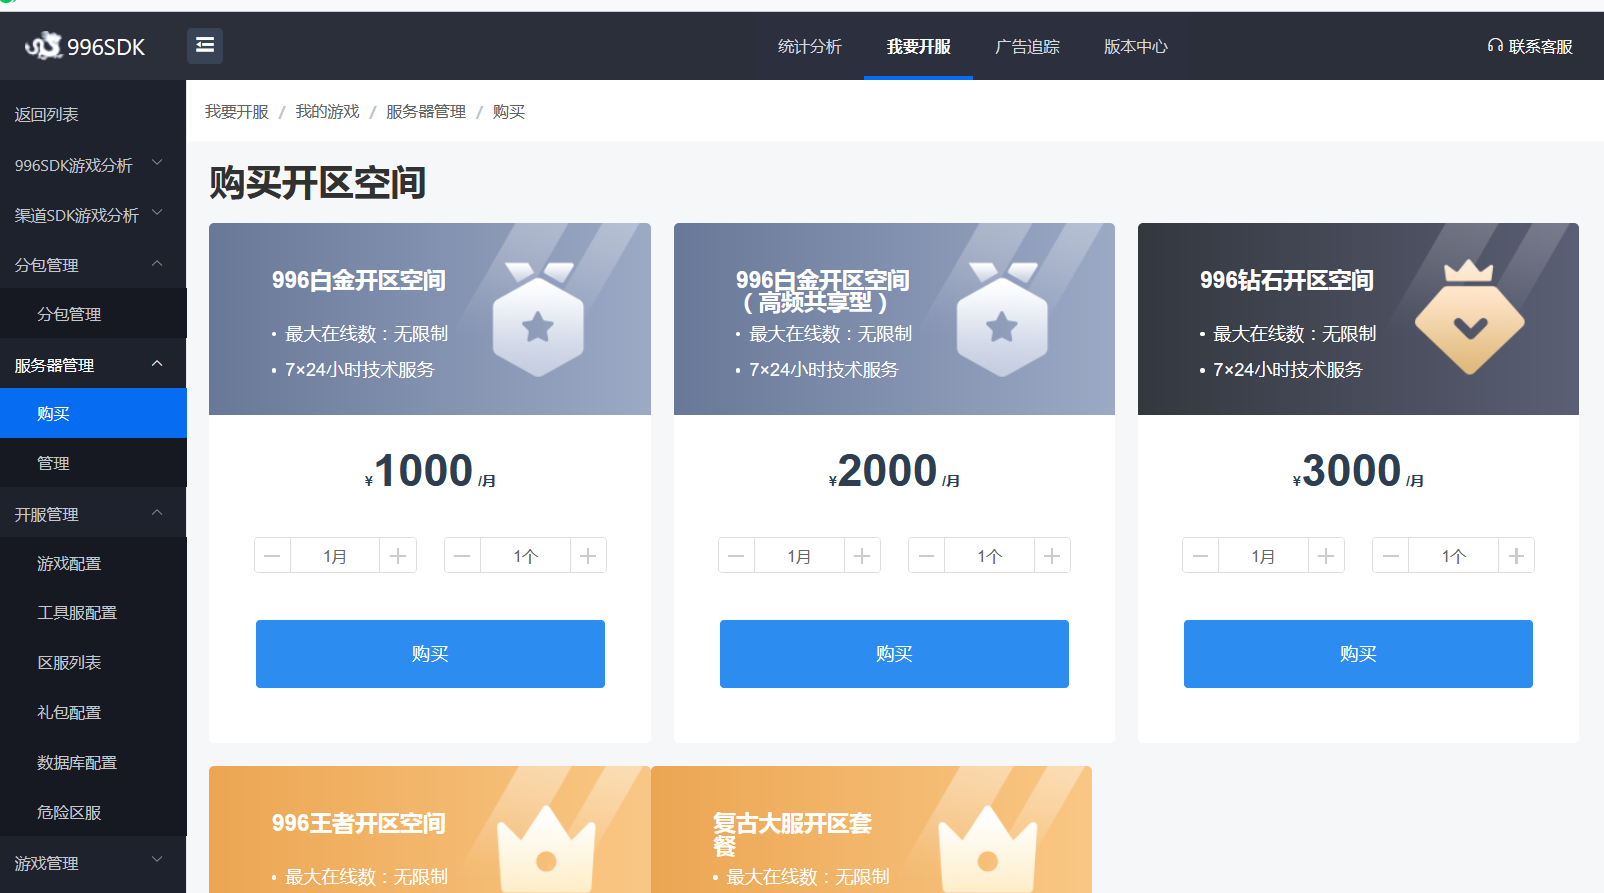 996SDK
统计分析
我要开服
广告追踪
版本中心
联系客服
返回列表
996SDK游戏分析
渠道SDK游戏分析
分包管理
分包管理
服务器管理
购买
管理
开服管理
游戏配置
工具服配置
区服列表
礼包配置
数据库配置
危险区服
游戏管理
我要开服 / 我的游戏 / 服务器管理 / 购买
购买开区空间
996白金开区空间
• 最大在线数：无限制
• 7×24小时技术服务
¥1000 /月
1月
1个
购买
996白金开区空间
（高频共享型）
• 最大在线数：无限制
• 7×24小时技术服务
¥2000 /月
1月
1个
购买
996钻石开区空间
• 最大在线数：无限制
• 7×24小时技术服务
¥3000 /月
1月
1个
购买
996王者开区空间
• 最大在线数：无限制
复古大服开区套
餐
• 最大在线数：无限制